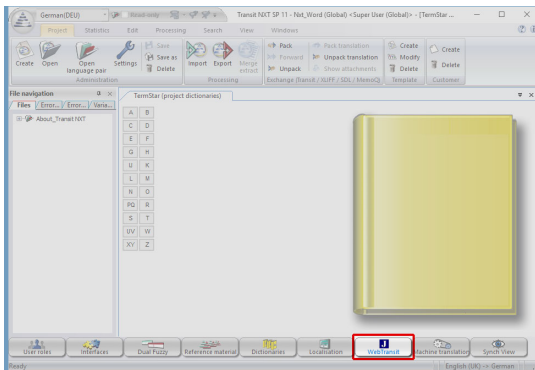 German(DEU)
Read-only
Transit NXT SP 11 - Nxt_Word (Global) <Super User (Global)> - [TermStar ...
Project Statistics Edit Processing Search View Windows
Create Open Open language pair Settings
Save
Save as
Delete
Import Export Merge extract
Pack
Forward
Unpack
Pack translation
Unpack translation
Show attachments
Create
Modify
Delete
Create
Delete
Administration Processing Exchange (Transit / XLIFF / SDL / MemoQ) Template Customer
File navigation
Files Error... Error... Varia...
About_Transit NXT
TermStar (project dictionaries)
A B
C D
E F
G H
U K
L M
N O
PQ R
S T
UV W
XY Z
User roles Interfaces Dual Fuzzy Reference material Dictionaries Localisation WebTransit Machine translation Synch View
Ready English (UK) -> German